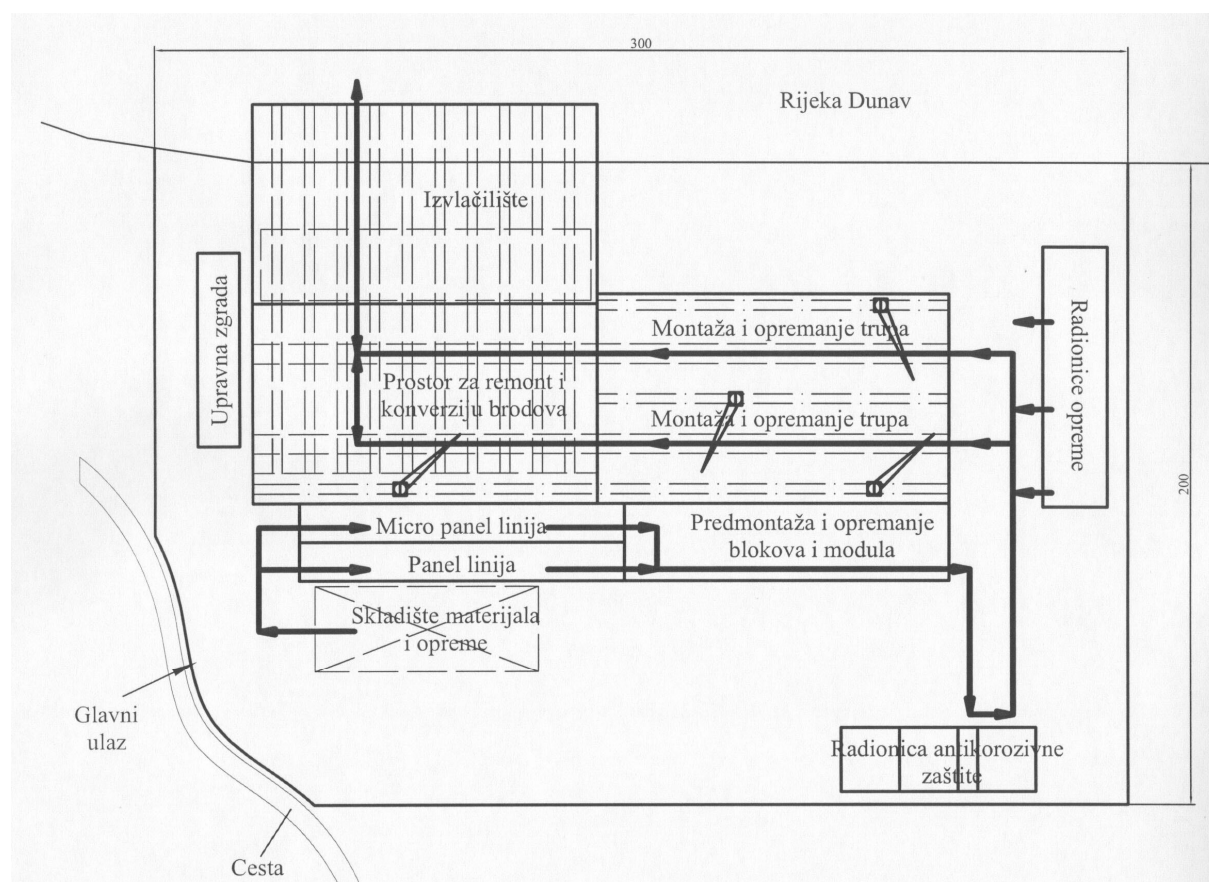 300
Rijeka Dunav
Izvlačilište
Upravna zgrada
Montaža i opremanje trupa
Radionice opreme
Prostor za remont i
konverziju brodova
Montaža i opremanje trupa
200
Micro panel linija
Predmontaža i opremanje
blokova i modula
Panel linija
Skladište materijala
i opreme
Glavni
ulaz
Radionica antikorozivne
zaštite
Cesta